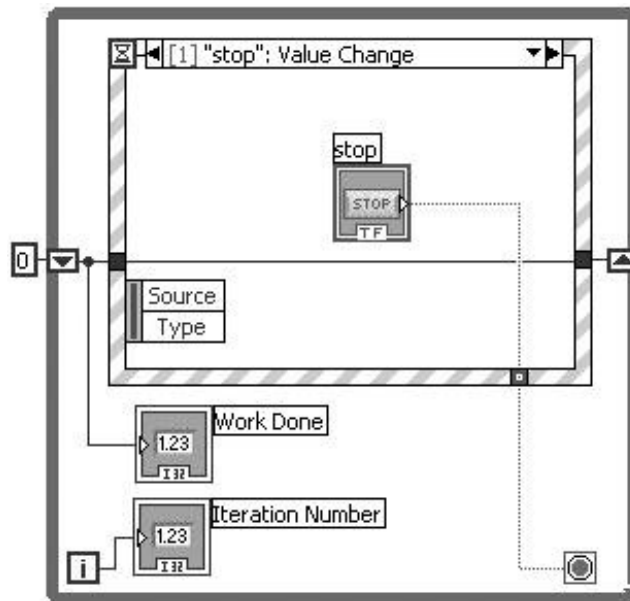 [1] "stop": Value Change
stop
STOP
TF
0
Source
Type
Work Done
1.23
I32
Iteration Number
1.23
I32
i